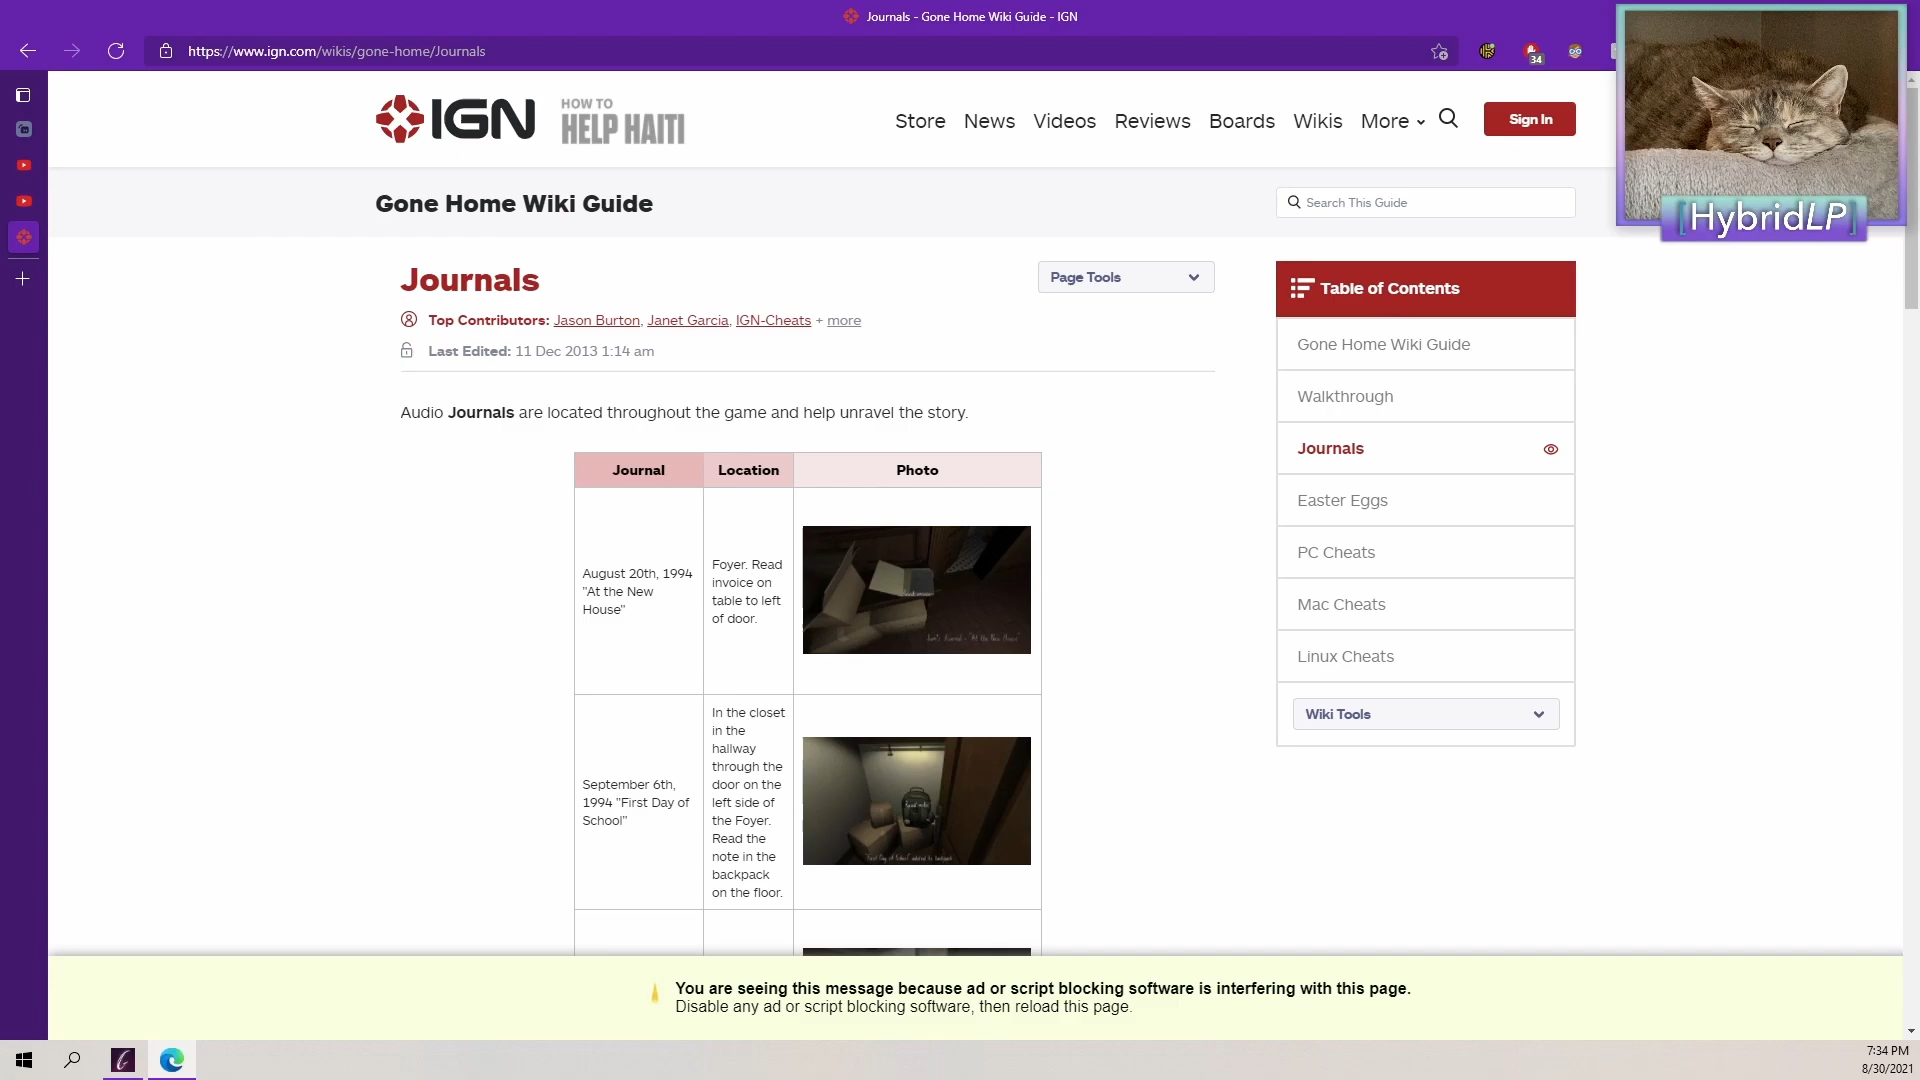 Journals - Gone Home Wiki Guide - IGN
https://www.ign.com/wikis/gone-home/Journals
34
IGN
HOW TO
HELP HAITI
Store News Videos Reviews Boards Wikis More
Sign In
[HybridLP]
Gone Home Wiki Guide
Search This Guide
Journals
Page Tools
Top Contributors: Jason Burton, Janet Garcia, IGN-Cheats + more
Last Edited: 11 Dec 2013 1:14 am
Audio Journals are located throughout the game and help unravel the story.
Journal Location Photo
August 20th, 1994
"At the New
House"
Foyer. Read
invoice on
table to left
of door.
Sam's Journal - "At the New House"
September 6th,
1994 "First Day of
School"
In the closet
in the
hallway
through the
door on the
left side of
the Foyer.
Read the
note in the
backpack
on the floor.
Read note
Table of Contents
Gone Home Wiki Guide
Walkthrough
Journals
Easter Eggs
PC Cheats
Mac Cheats
Linux Cheats
Wiki Tools
You are seeing this message because ad or script blocking software is interfering with this page.
Disable any ad or script blocking software, then reload this page.
7:34 PM
8/30/2021